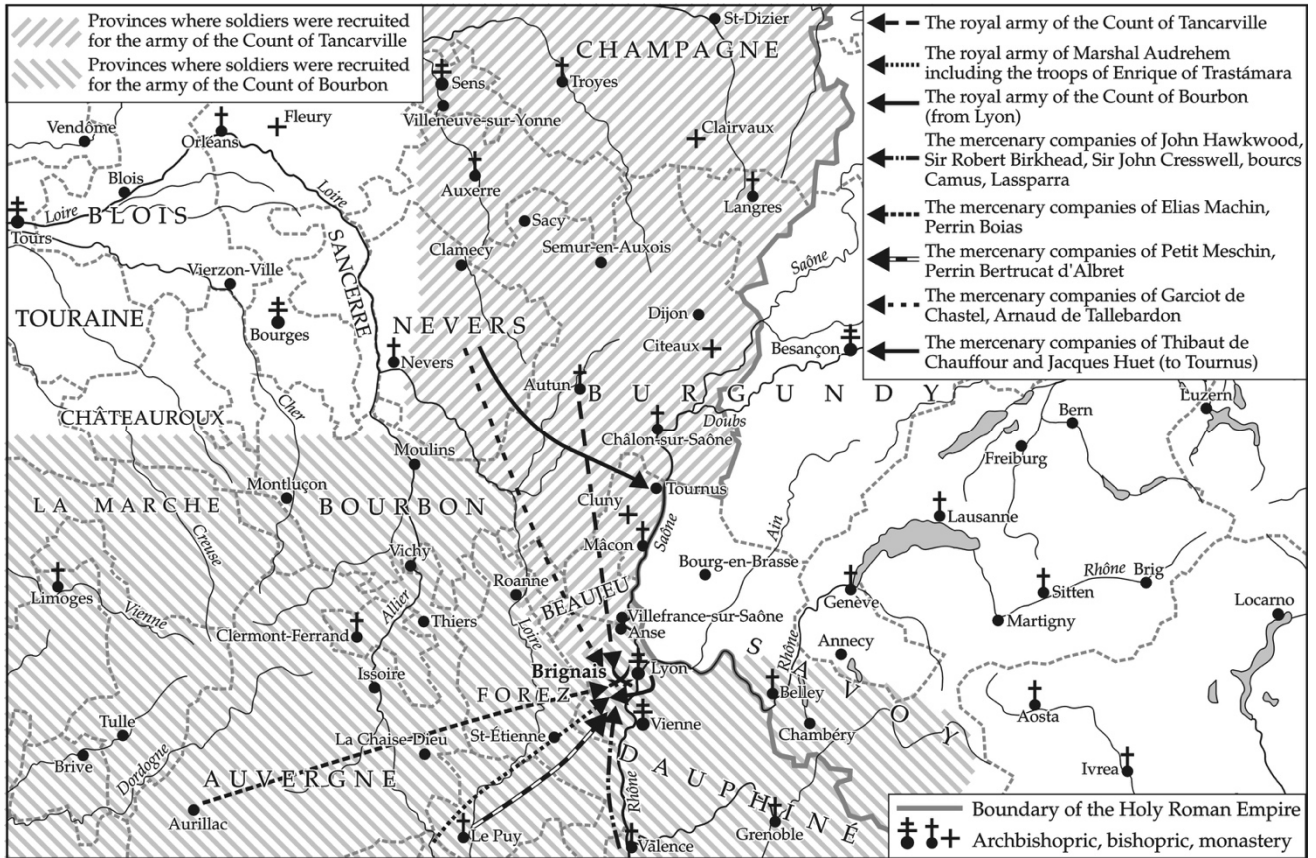 Provinces where soldiers were recruited
for the army of the Count of Tancarville
Provinces where soldiers were recruited
for the army of the Count of Bourbon
The royal army of the Count of Tancarville
The royal army of Marshal Audrehem
including the troops of Enrique of Trastámara
The royal army of the Count of Bourbon
(from Lyon)
The mercenary companies of John Hawkwood,
Sir Robert Birkhead, Sir John Cresswell, bourcs
Camus, Lassparra
The mercenary companies of Elias Machin,
Perrin Boias
The mercenary companies of Petit Meschin,
Perrin Bertrucat d'Albret
The mercenary companies of Garciot de
Chastel, Arnaud de Tallebardon
The mercenary companies of Thibaut de
Chauffour and Jacques Huet (to Tournus)
St-Dizier
CHAMPAGNE
Sens
Troyes
Villeneuve-sur-Yonne
Fleury
Orléans
Vendôme
Clairvaux
Blois
Loire
Auxerre
Langres
Loire
BLOIS
Tours
Sacy
SANCERRE
Clamecy
Semur-en-Auxois
Saône
Vierzon-Ville
TOURAINE
Bourges
NEVERS
Dijon
Citeaux
Besançon
Nevers
Autun
BURGUNDY
Doubs
Luzern
Bern
CHÂTEAUROUX
Cher
Châlon-sur-Saône
Freiburg
Moulins
Montluçon
Tournus
LA MARCHE
BOURBON
Cluny
Saône
Ain
Lausanne
Creuse
Mâcon
Vichy
Bourg-en-Brasse
Rhône
Brig
Limoges
Roanne
BEAUJEU
Genève
Sitten
Vienne
Allier
Thiers
Villefranche-sur-Saône
Martigny
Locarno
Clermont-Ferrand
Loire
Anse
SAVOY
Rhône
Annecy
Brignais
Lyon
Issoire
FOREZ
Belley
Aosta
Tulle
Vienne
Chambéry
La Chaise-Dieu
St-Étienne
Brive
Dordogne
AUVERGNE
DAUPHINÉ
Ivrea
Rhône
Aurillac
Le Puy
Grenoble
Valence
Boundary of the Holy Roman Empire
Archbishopric, bishopric, monastery